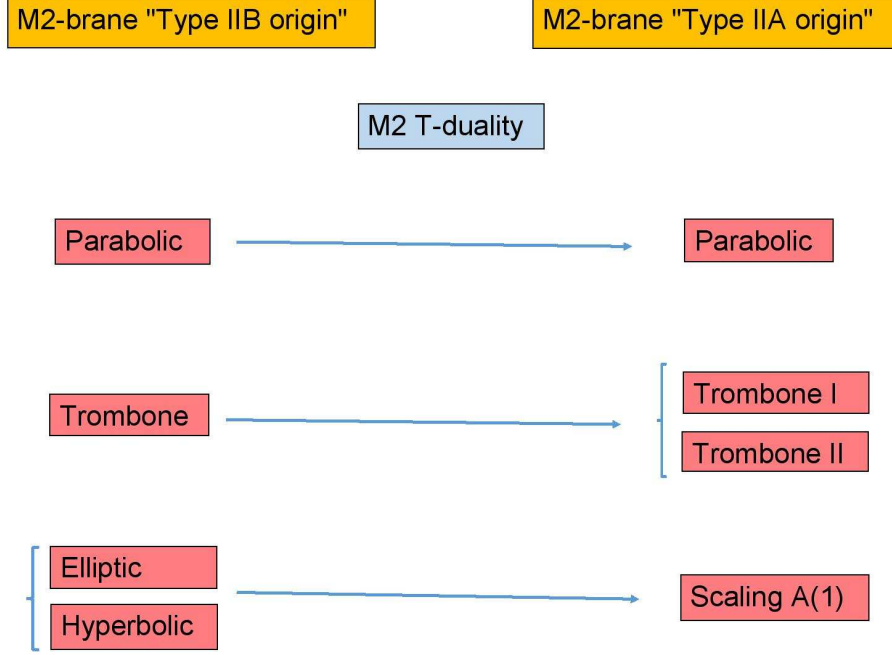 M2-brane "Type IIB origin"
M2-brane "Type IIA origin"
M2 T-duality
Parabolic
Parabolic
Trombone
Trombone I
Trombone II
Elliptic
Hyperbolic
Scaling A(1)